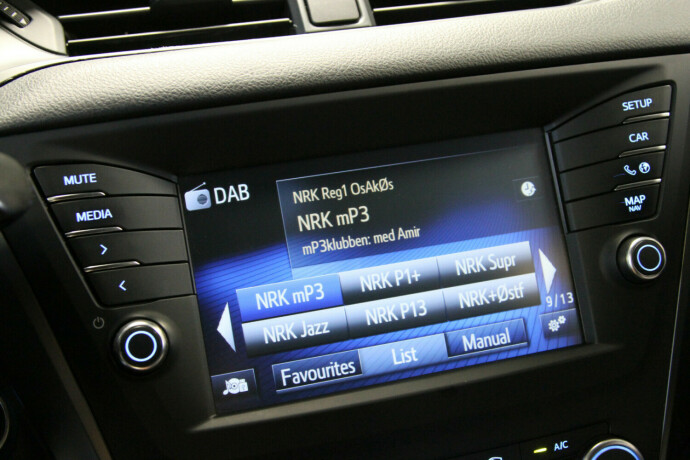 MUTE
MEDIA
>
<
DAB
NRK Reg1 OsAkØs
NRK mP3
mP3klubben: med Amir
NRK mP3
NRK P1+
NRK Supr
NRK Jazz
NRK P13
NRK+Østf
9/13
Favourites
List
Manual
SETUP
CAR
MAP
NAV
A/C